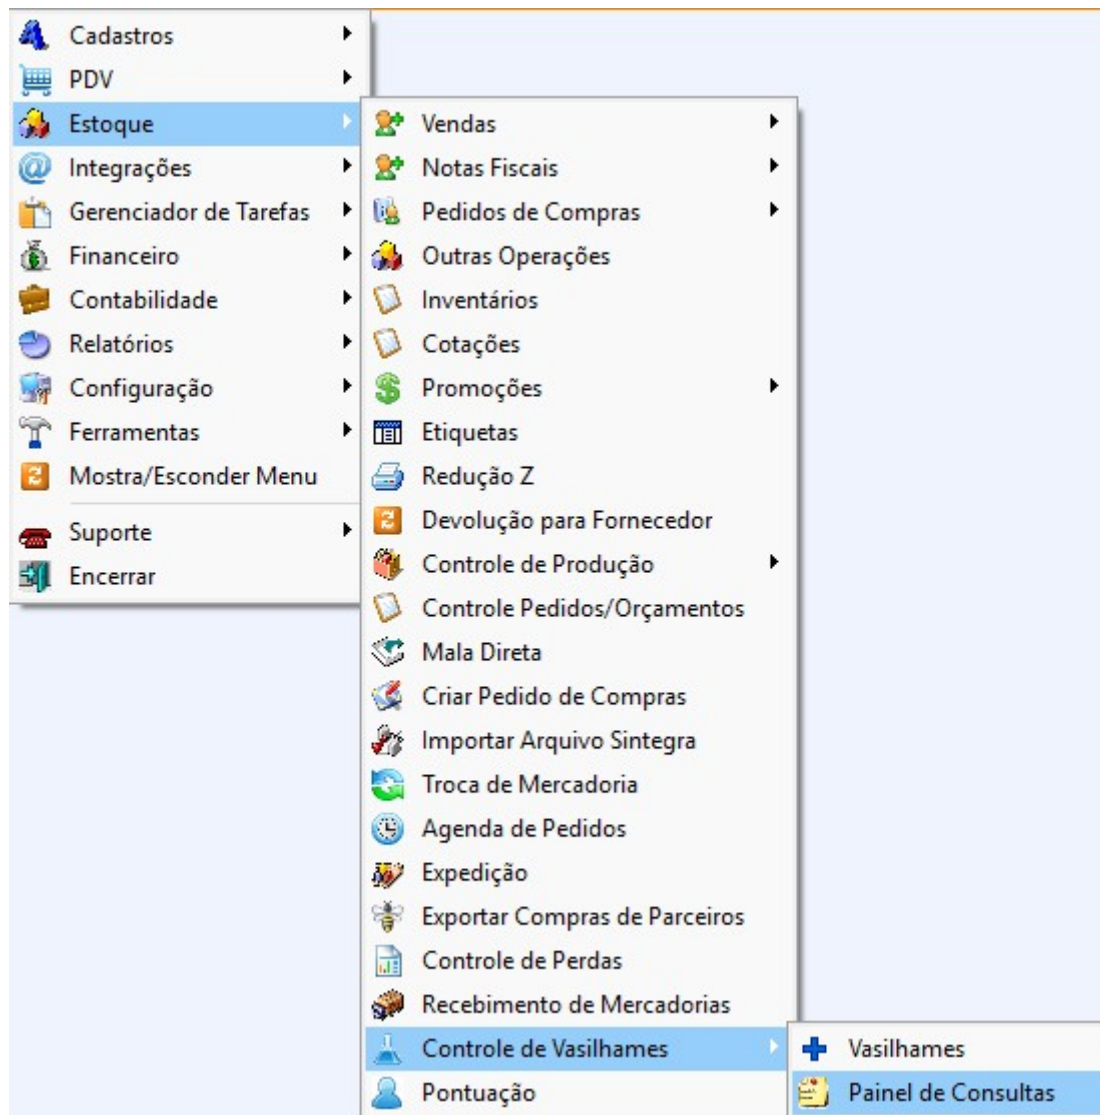 Cadastros
PDV
Estoque
Integrações
Gerenciador de Tarefas
Financeiro
Contabilidade
Relatórios
Configuração
Ferramentas
Mostra/Esconder Menu
Suporte
Encerrar
Vendas
Notas Fiscais
Pedidos de Compras
Outras Operações
Inventários
Cotações
Promoções
Etiquetas
Redução Z
Devolução para Fornecedor
Controle de Produção
Controle Pedidos/Orçamentos
Mala Direta
Criar Pedido de Compras
Importar Arquivo Sintegra
Troca de Mercadoria
Agenda de Pedidos
Expedição
Exportar Compras de Parceiros
Controle de Perdas
Recebimento de Mercadorias
Controle de Vasilhames
Pontuação
Vasilhames
Painel de Consultas